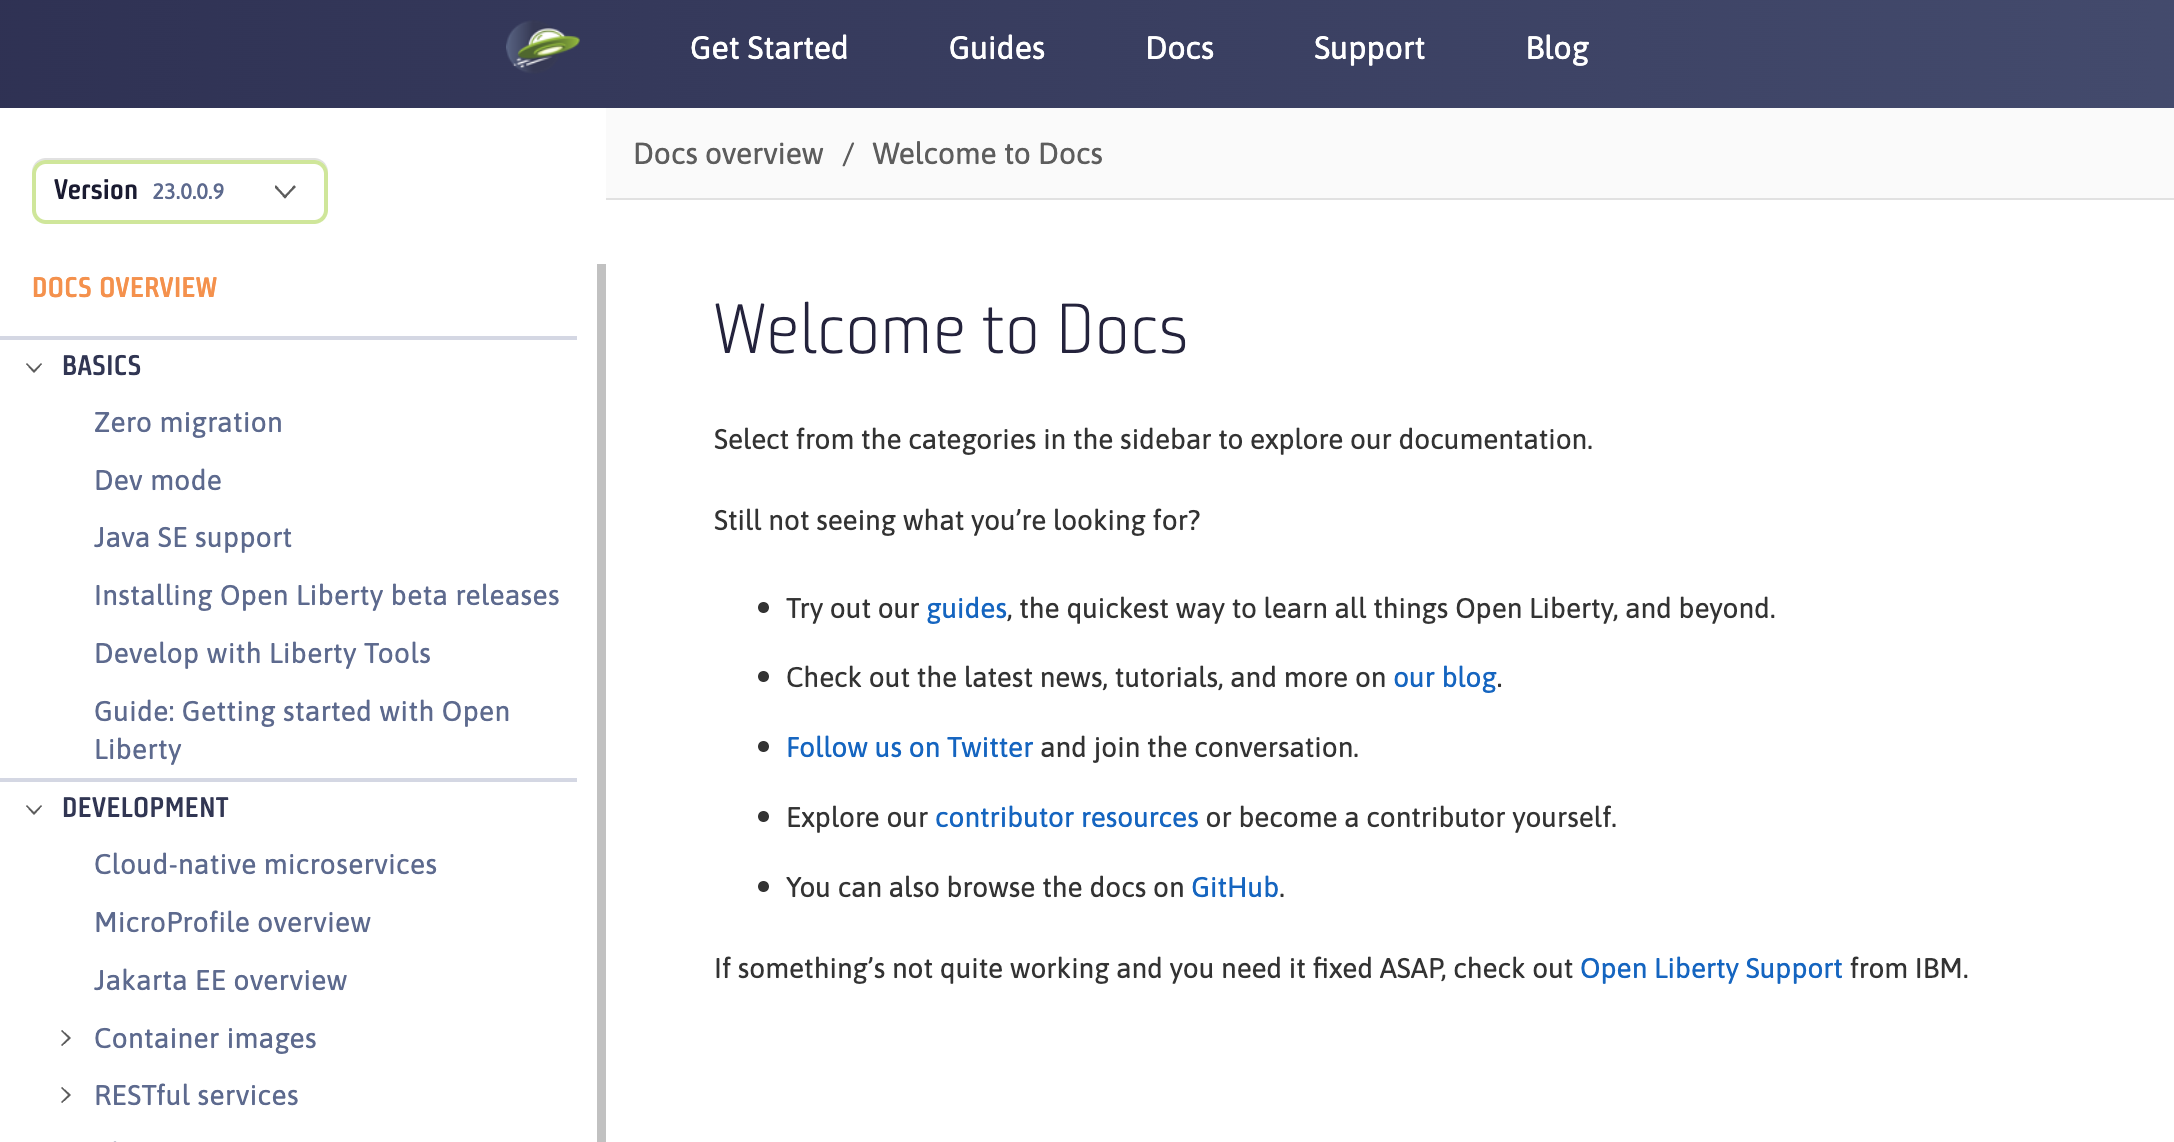 Get Started
Guides
Docs
Support
Blog
Version 23.0.0.9
DOCS OVERVIEW
BASICS
Zero migration
Dev mode
Java SE support
Installing Open Liberty beta releases
Develop with Liberty Tools
Guide: Getting started with Open
Liberty
DEVELOPMENT
Cloud-native microservices
MicroProfile overview
Jakarta EE overview
Container images
RESTful services
Docs overview / Welcome to Docs
Welcome to Docs
Select from the categories in the sidebar to explore our documentation.
Still not seeing what you’re looking for?
Try out our guides, the quickest way to learn all things Open Liberty, and beyond.
Check out the latest news, tutorials, and more on our blog.
Follow us on Twitter and join the conversation.
Explore our contributor resources or become a contributor yourself.
You can also browse the docs on GitHub.
If something’s not quite working and you need it fixed ASAP, check out Open Liberty Support from IBM.